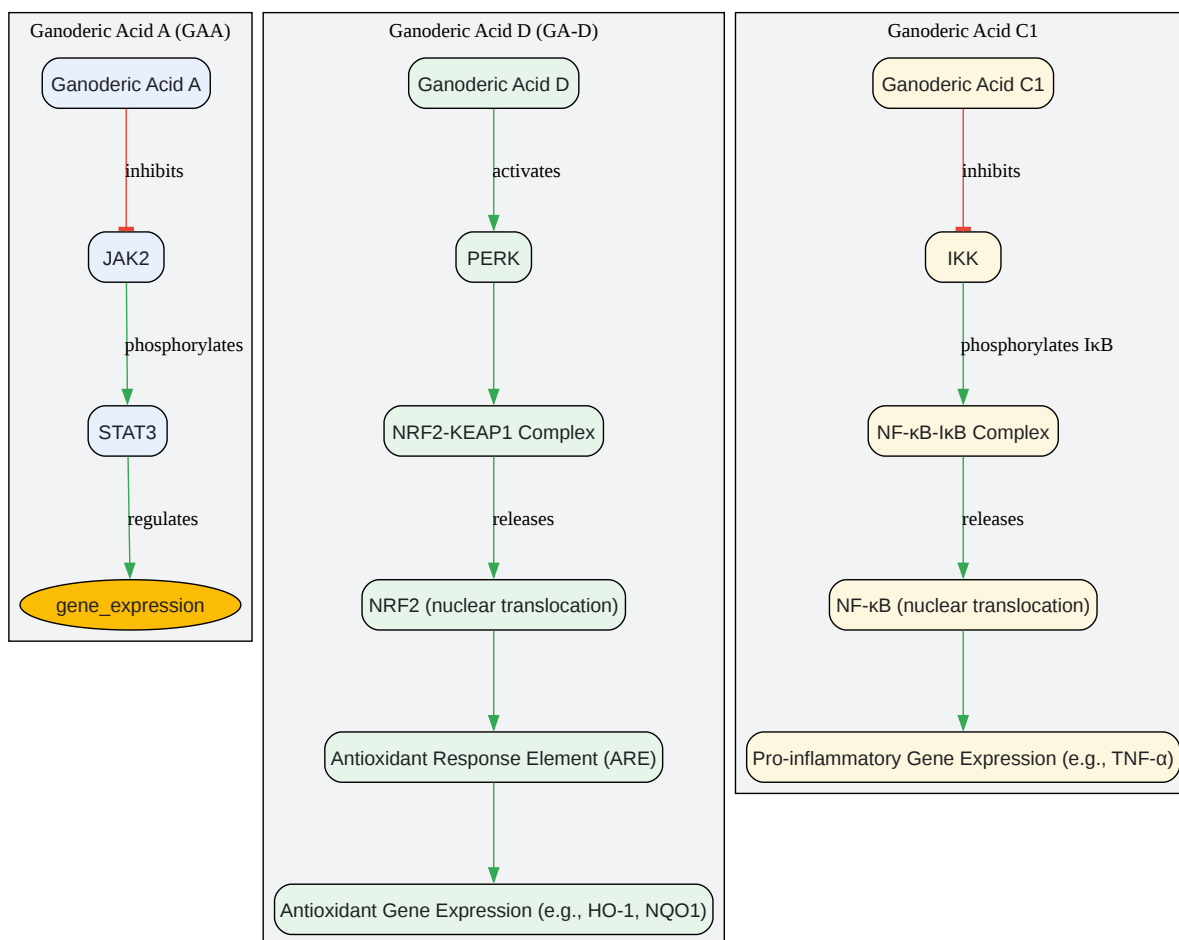 Ganoderic Acid A (GAA)
Ganoderic Acid A
inhibits
JAK2
phosphorylates
STAT3
regulates
gene_expression
Ganoderic Acid D (GA-D)
Ganoderic Acid D
activates
PERK
NRF2-KEAP1 Complex
releases
NRF2 (nuclear translocation)
Antioxidant Response Element (ARE)
Antioxidant Gene Expression (e.g., HO-1, NQO1)
Ganoderic Acid C1
Ganoderic Acid C1
inhibits
IKK
phosphorylates IκB
NF-κB-IκB Complex
releases
NF-κB (nuclear translocation)
Pro-inflammatory Gene Expression (e.g., TNF-α)